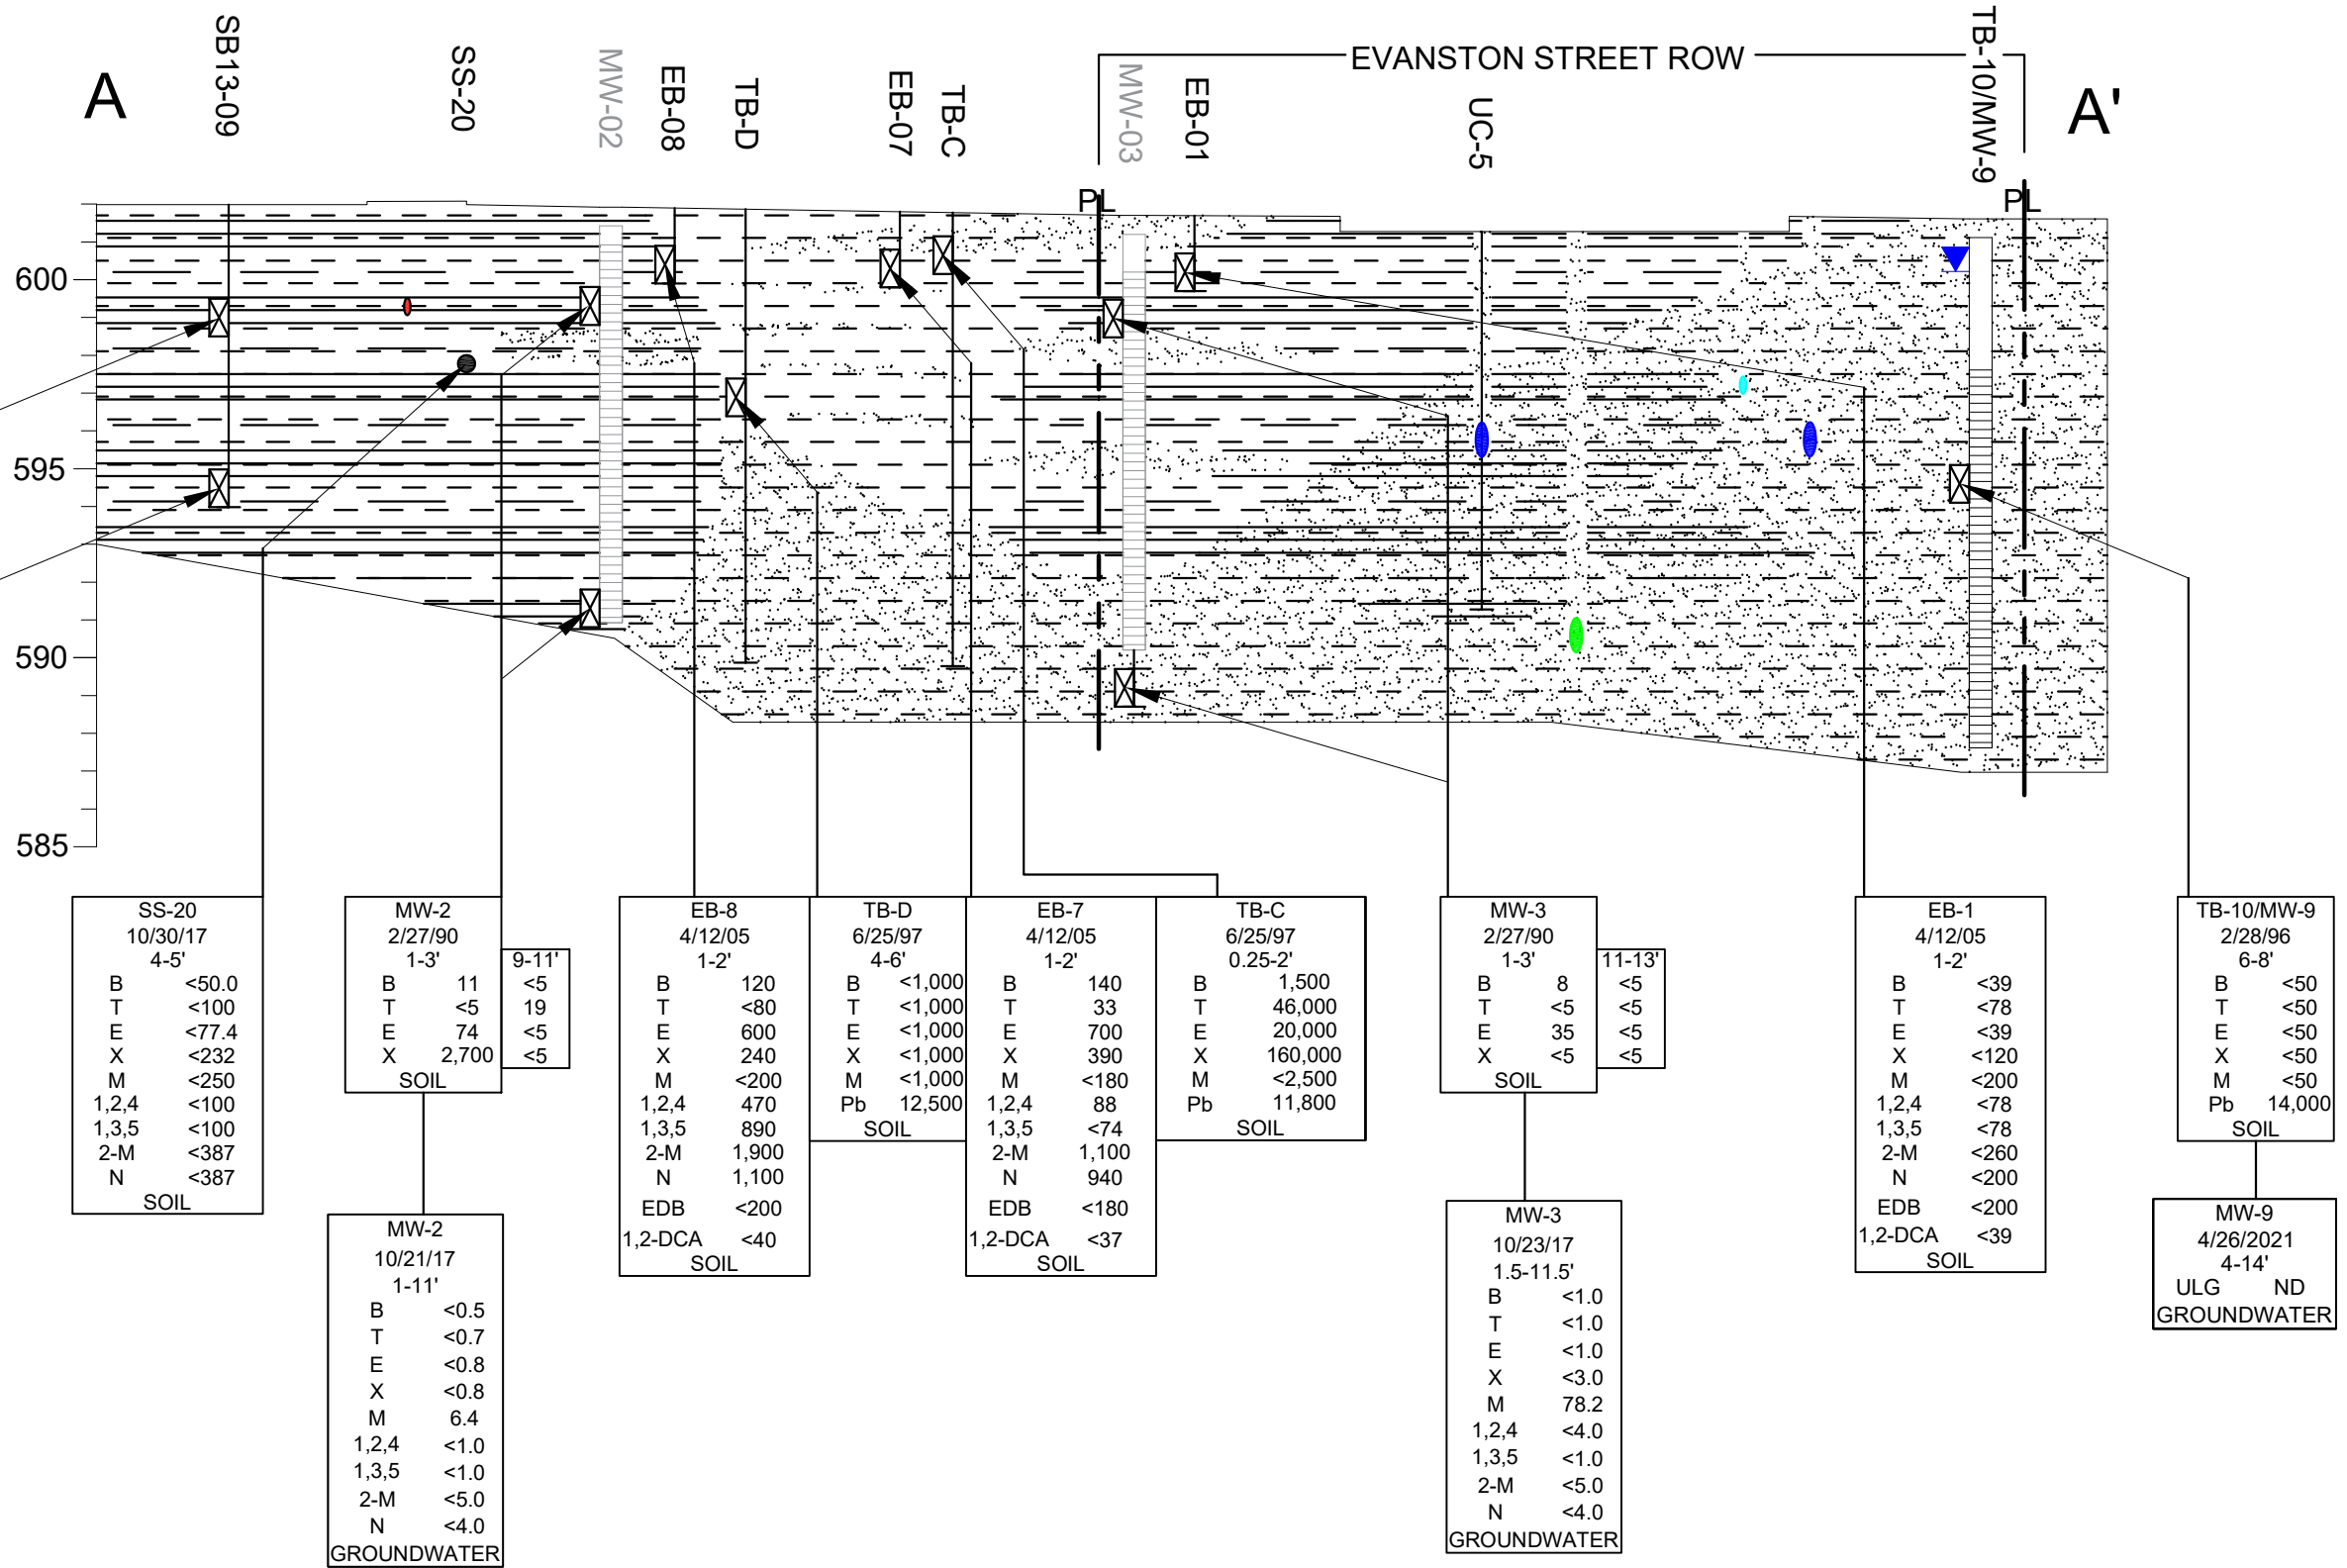 A
SB13-09
SS-20
MW-02
EB-08
TB-D
EB-07
TB-C
MW-03
EB-01
EVANSTON STREET ROW
UC-5
TB-10/MW-9
A'
PL
PL
600
595
590
585
SS-20
10/30/17
4-5'
B <50.0
T <100
E <77.4
X <232
M <250
1,2,4 <100
1,3,5 <100
2-M <387
N <387
SOIL
MW-2
2/27/90
1-3' 9-11'
B 11 <5
T <5 19
E 74 <5
X 2,700 <5
SOIL
MW-2
10/21/17
1-11'
B <0.5
T <0.7
E <0.8
X <0.8
M 6.4
1,2,4 <1.0
1,3,5 <1.0
2-M <5.0
N <4.0
GROUNDWATER
EB-8
4/12/05
1-2'
B 120
T <80
E 600
X 240
M <200
1,2,4 470
1,3,5 890
2-M 1,900
N 1,100
EDB <200
1,2-DCA <40
SOIL
TB-D
6/25/97
4-6'
B <1,000
T <1,000
E <1,000
X <1,000
M <1,000
Pb 12,500
SOIL
EB-7
4/12/05
1-2'
B 140
T 33
E 700
X 390
M <180
1,2,4 88
1,3,5 <74
2-M 1,100
N 940
EDB <180
1,2-DCA <37
SOIL
TB-C
6/25/97
0.25-2'
B 1,500
T 46,000
E 20,000
X 160,000
M <2,500
Pb 11,800
SOIL
MW-3
2/27/90
1-3' 11-13'
B 8 <5
T <5 <5
E 35 <5
X <5 <5
SOIL
MW-3
10/23/17
1.5-11.5'
B <1.0
T <1.0
E <1.0
X <3.0
M 78.2
1,2,4 <4.0
1,3,5 <1.0
2-M <5.0
N <4.0
GROUNDWATER
EB-1
4/12/05
1-2'
B <39
T <78
E <39
X <120
M <200
1,2,4 <78
1,3,5 <78
2-M <260
N <200
EDB <200
1,2-DCA <39
SOIL
TB-10/MW-9
2/28/96
6-8'
B <50
T <50
E <50
X <50
M <50
Pb 14,000
SOIL
MW-9
4/26/2021
4-14'
ULG ND
GROUNDWATER